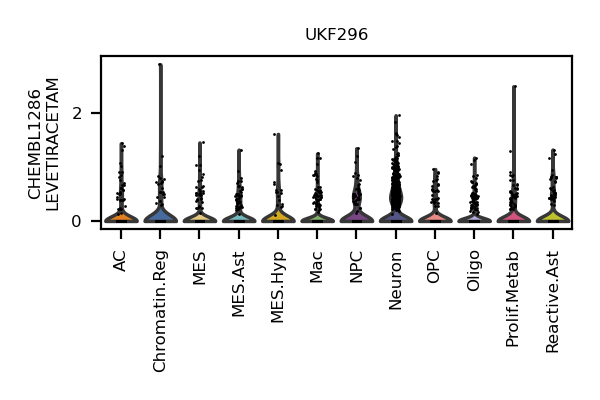 UKF296
CHEMBL1286
LEVETIRACETAM
2
0
AC
Chromatin.Reg
MES
MES.Ast
MES.Hyp
Mac
NPC
Neuron
OPC
Oligo
Prolif.Metab
Reactive.Ast